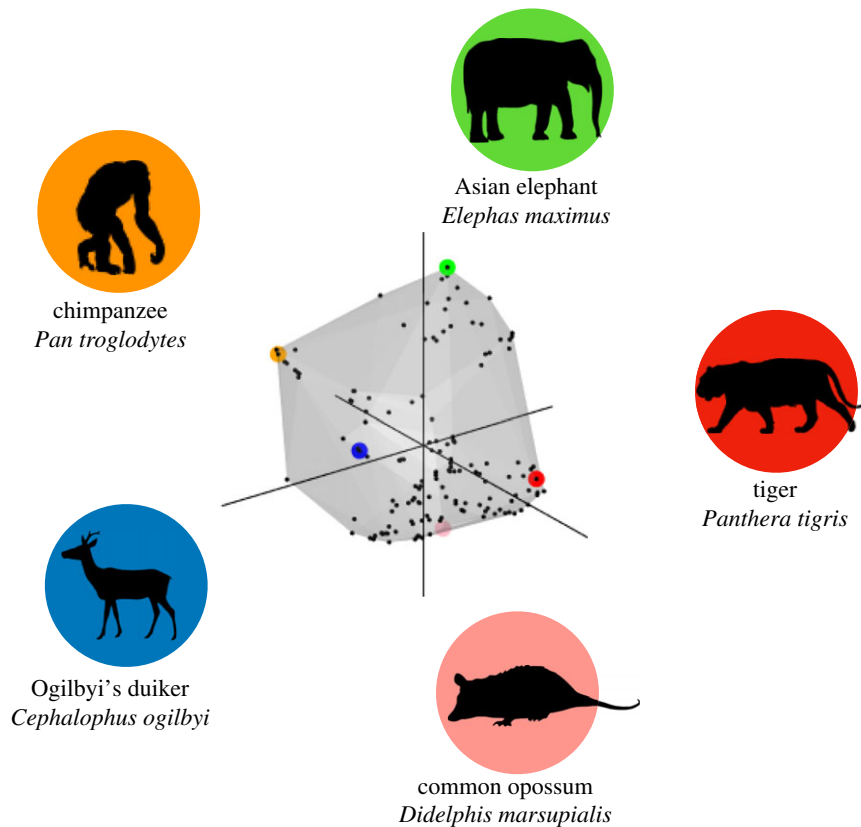 Asian elephant
Elephas maximus
chimpanzee
Pan troglodytes
tiger
Panthera tigris
Ogilbyi's duiker
Cephalophus ogilbyi
common opossum
Didelphis marsupialis